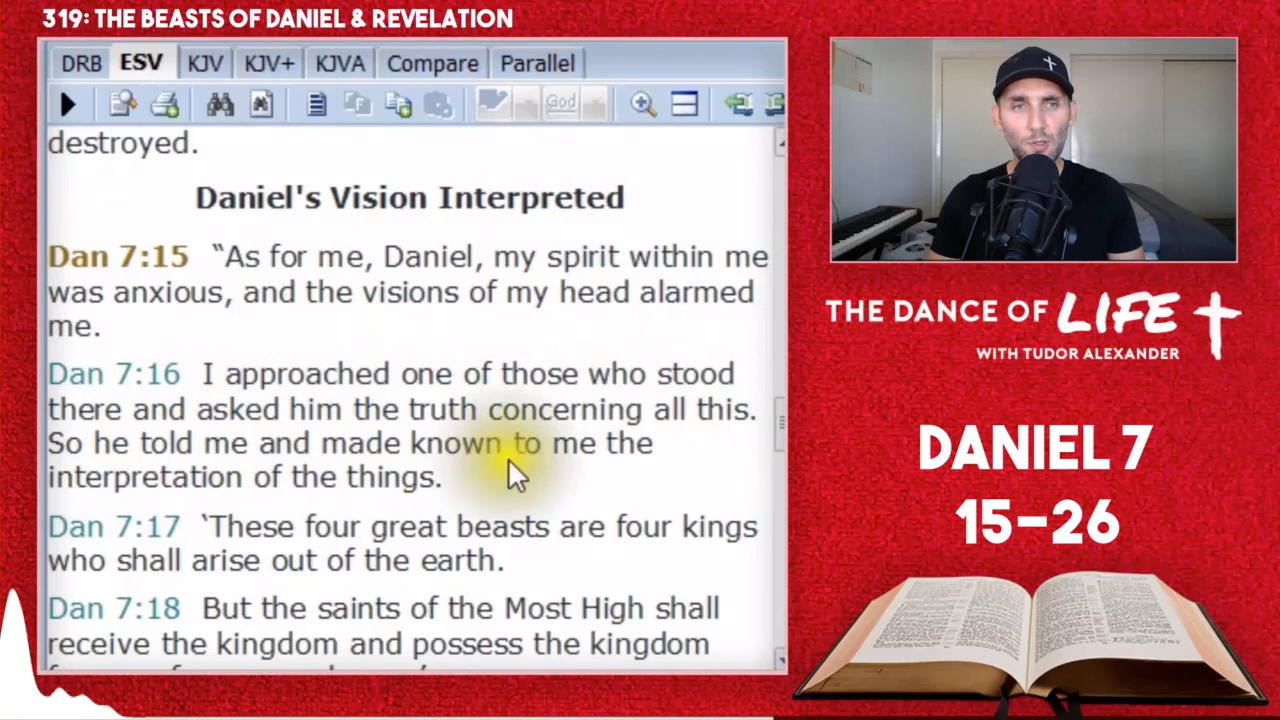 319: THE BEASTS OF DANIEL & REVELATION
DRB ESV KJV KJV+ KJVA Compare Parallel
God
destroyed.
Daniel's Vision Interpreted
Dan 7:15 “As for me, Daniel, my spirit within me
was anxious, and the visions of my head alarmed
me.
Dan 7:16 I approached one of those who stood
there and asked him the truth concerning all this.
So he told me and made known to me the
interpretation of the things.
Dan 7:17 ‘These four great beasts are four kings
who shall arise out of the earth.
Dan 7:18 But the saints of the Most High shall
receive the kingdom and possess the kingdom
THE DANCE OF LIFE
WITH TUDOR ALEXANDER
DANIEL 7
15-26